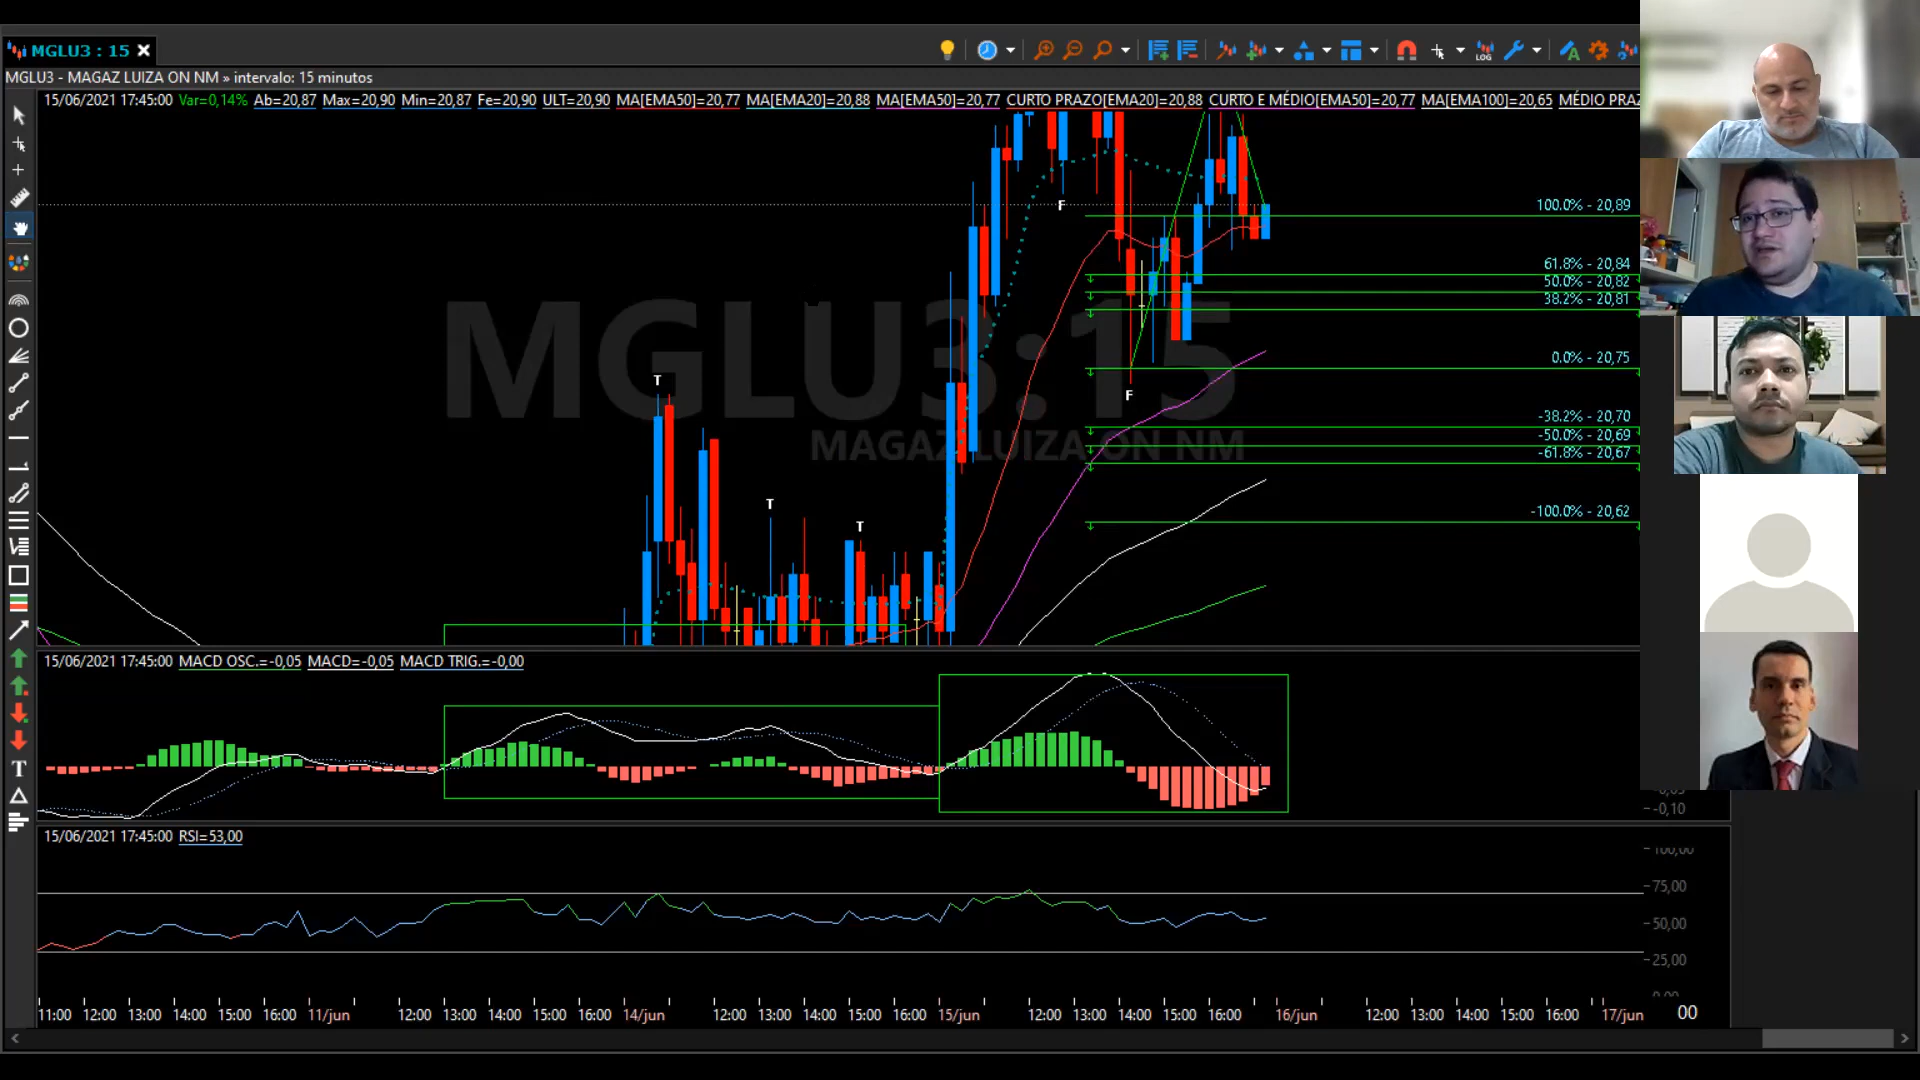 MGLU3 : 15
MGLU3 - MAGAZ LUIZA ON NM » intervalo: 15 minutos
15/06/2021 17:45:00 Var=0,14% Ab=20,87 Max=20,90 Min=20,87 Fe=20,90 ULT=20,90 MA[EMA50]=20,77 MA[EMA20]=20,88 MA[EMA50]=20,77 CURTO PRAZO[EMA20]=20,88 CURTO E MÉDIO[EMA50]=20,77 MA[EMA100]=20,65 MÉDIO PRAZ
LOG
MGLU3:15
MAGAZ LUIZA ON NM
100.0% - 20,89
F
61.8% - 20,84
50.0% - 20,82
38.2% - 20,81
0.0% - 20,75
T
F
-38.2% - 20,70
-50.0% - 20,69
-61.8% - 20,67
T
-100.0% - 20,62
T
15/06/2021 17:45:00 MACD OSC.=-0,05 MACD=-0,05 MACD TRIG.=-0,00
-0,10
15/06/2021 17:45:00 RSI=53,00
100,00
75,00
50,00
25,00
11:00 12:00 13:00 14:00 15:00 16:00 11/jun 12:00 13:00 14:00 15:00 16:00 14/jun 12:00 13:00 14:00 15:00 16:00 15/jun 12:00 13:00 14:00 15:00 16:00 16/jun 12:00 13:00 14:00 15:00 16:00 17/jun 00